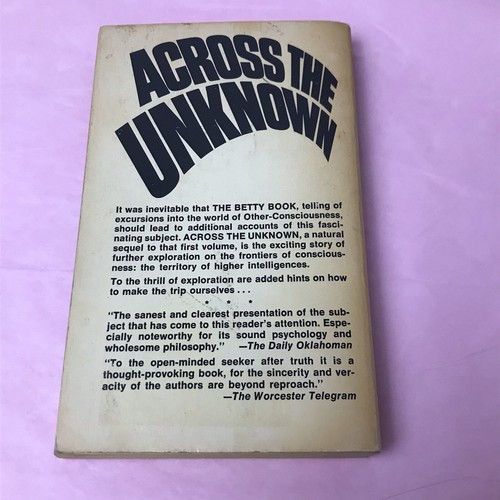 ACROSS THE
UNKNOWN
It was inevitable that THE BETTY BOOK, telling of
excursions into the world of Other-Consciousness,
should lead to additional accounts of this fasci-
nating subject. ACROSS THE UNKNOWN, a natural
sequel to that first volume, is the exciting story of
further exploration on the frontiers of conscious-
ness: the territory of higher intelligences.
To the thrill of exploration are added hints on how
to make the trip ourselves . . .
* * *
"The sanest and clearest presentation of the sub-
ject that has come to this reader's attention. Espe-
cially noteworthy for its sound psychology and
wholesome philosophy." —The Daily Oklahoman
"To the open-minded seeker after truth it is a
thought-provoking book, for the sincerity and ver-
acity of the authors are beyond reproach."
—The Worcester Telegram